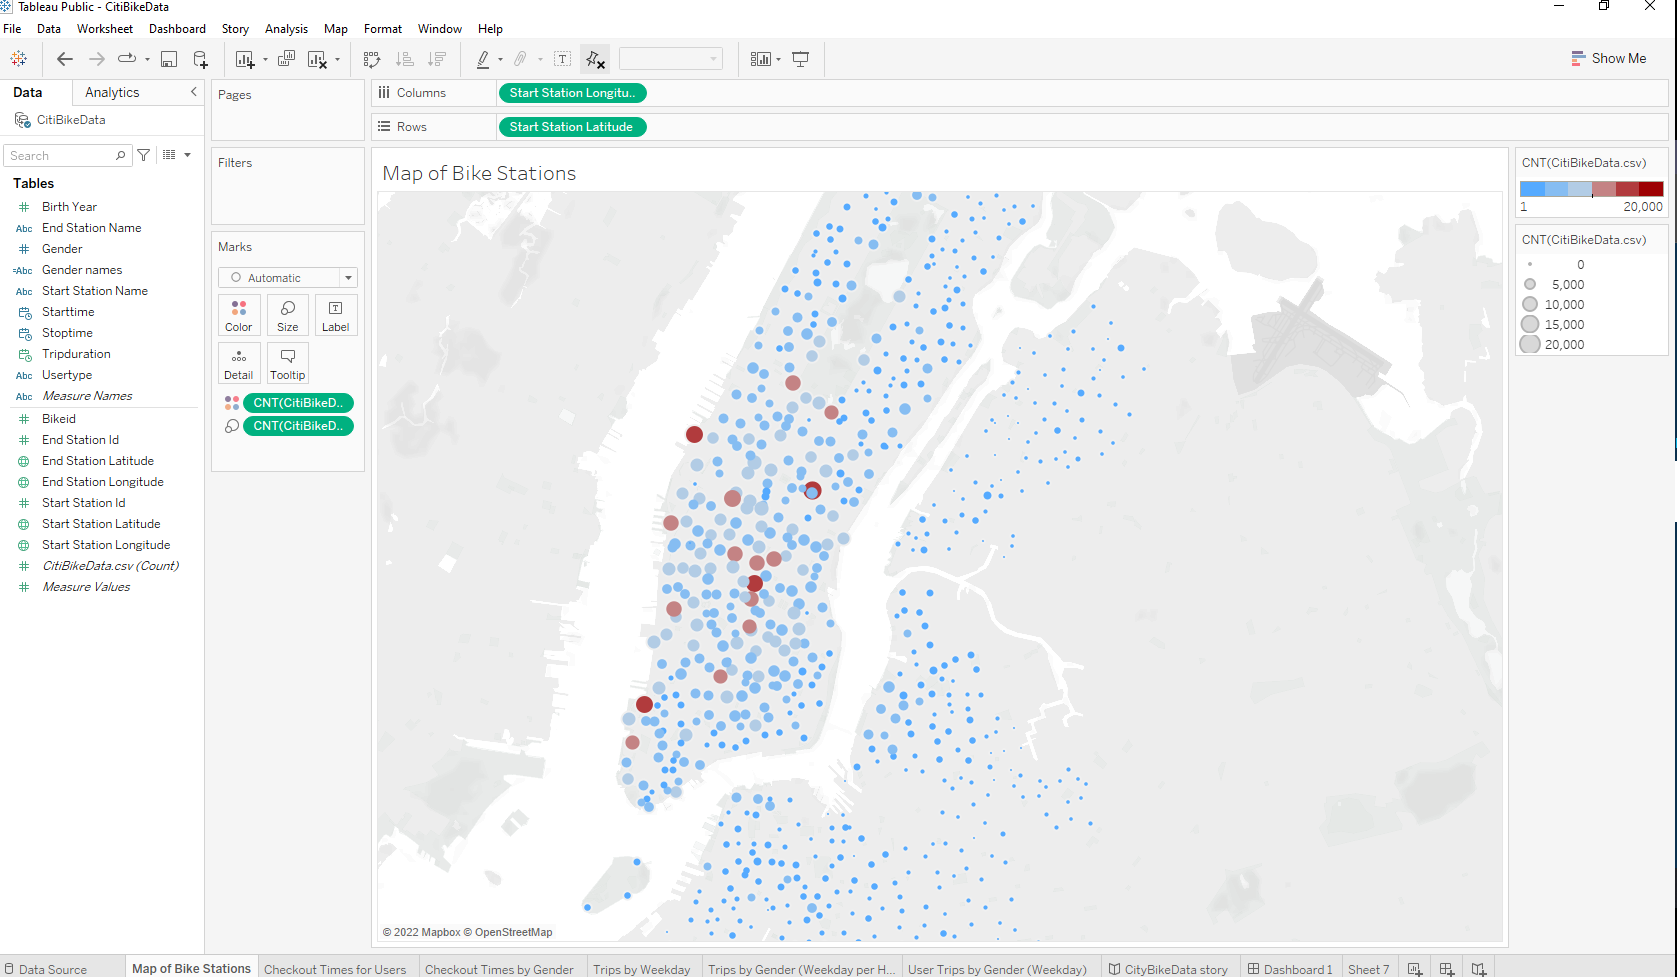 Tableau Public - CitiBikeData
File Data Worksheet Dashboard Story Analysis Map Format Window Help
Show Me
Data Analytics
CitiBikeData
Search
Tables
# Birth Year
Abc End Station Name
# Gender
=Abc Gender names
Abc Start Station Name
Starttime
Stoptime
Tripduration
Abc Usertype
Abc Measure Names
# Bikeid
# End Station Id
End Station Latitude
End Station Longitude
# Start Station Id
Start Station Latitude
Start Station Longitude
# CitiBikeData.csv (Count)
# Measure Values
Pages
Filters
Marks
Automatic
Color Size Label
Detail Tooltip
CNT(CitiBikeD..
CNT(CitiBikeD..
Columns Start Station Longitu..
Rows Start Station Latitude
Map of Bike Stations
© 2022 Mapbox © OpenStreetMap
CNT(CitiBikeData.csv)
1 20,000
CNT(CitiBikeData.csv)
0
5,000
10,000
15,000
20,000
Data Source Map of Bike Stations Checkout Times for Users Checkout Times by Gender Trips by Weekday Trips by Gender (Weekday per H... User Trips by Gender (Weekday) CityBikeData story Dashboard 1 Sheet 7